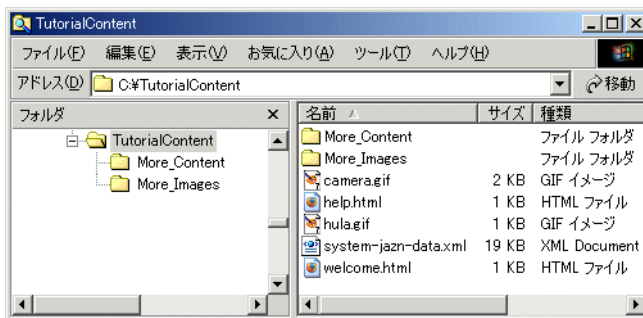 TutorialContent
ファイル(F) 編集(E) 表示(V) お気に入り(A) ツール(T) ヘルプ(H)
アドレス(D) C:¥TutorialContent 移動
フォルダ ×
TutorialContent
More_Content
More_Images
名前 サイズ 種類
More_Content ファイル フォルダ
More_Images ファイル フォルダ
camera.gif 2 KB GIF イメージ
help.html 1 KB HTML ファイル
hula.gif 1 KB GIF イメージ
system-jazn-data.xml 19 KB XML Document
welcome.html 1 KB HTML ファイル